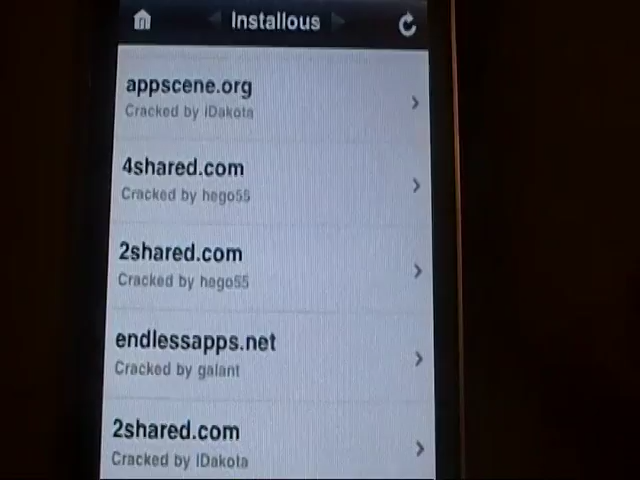 Installous
appscene.org
Cracked by IDakota
4shared.com
Cracked by hego55
2shared.com
Cracked by hego55
endlessapps.net
Cracked by galant
2shared.com
Cracked by IDakota